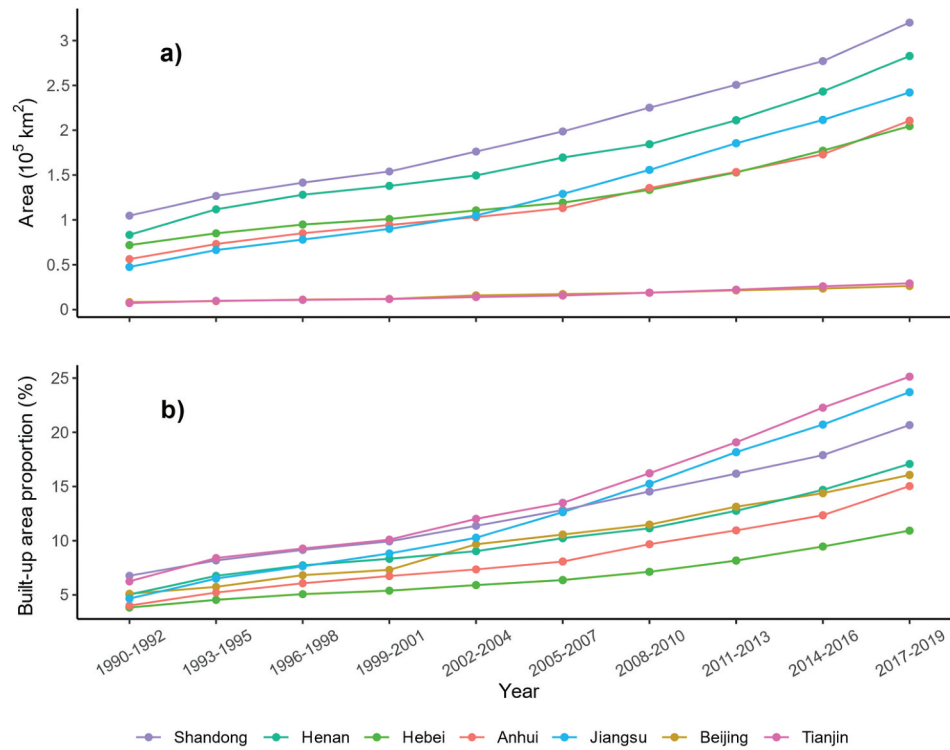 a)
3
2.5
2
1.5
1
0.5
0
Area (10⁵ km²)
b)
25
20
15
10
5
Built-up area proportion (%)
1990-1992 1993-1995 1996-1998 1999-2001 2002-2004 2005-2007 2008-2010 2011-2013 2014-2016 2017-2019
Year
Shandong Henan Hebei Anhui Jiangsu Beijing Tianjin